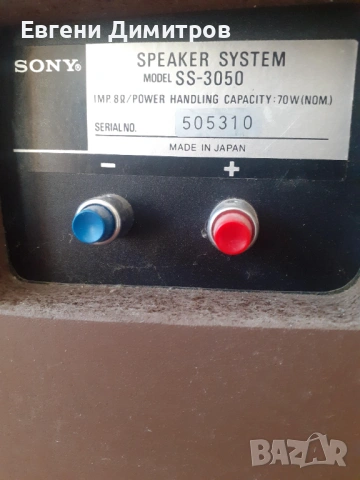 Евгени Димитров
SONY®
SPEAKER SYSTEM
MODEL SS-3050
IMP 8Ω/POWER HANDLING CAPACITY:70W(NOM.)
SERIAL NO. 505310
MADE IN JAPAN
− +
BAZAR